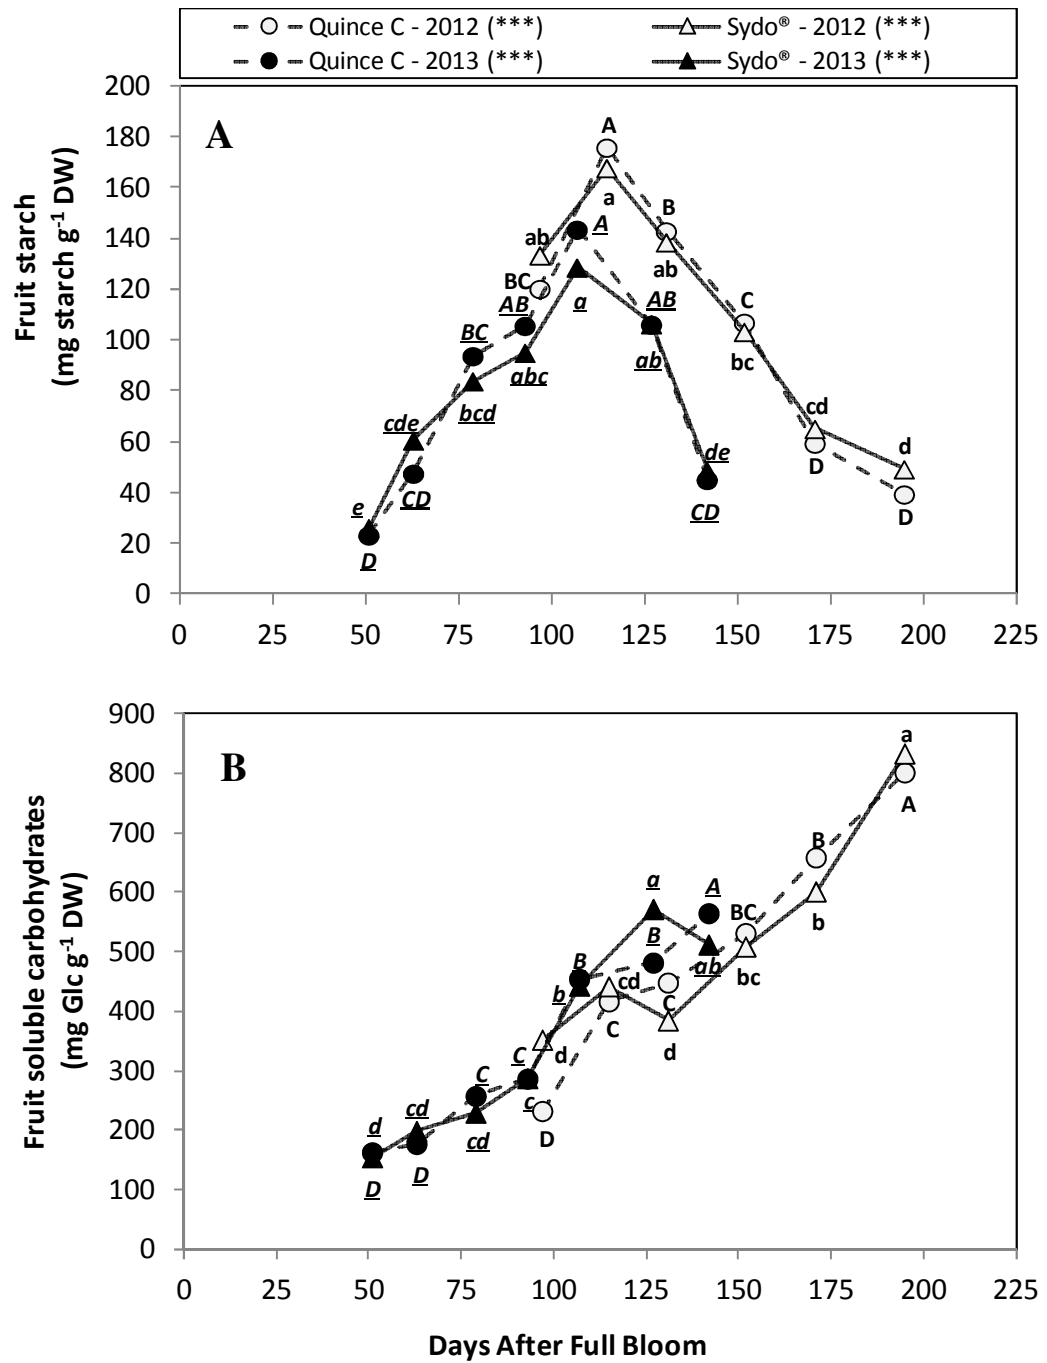 Quince C - 2012 (***) Sydo® - 2012 (***)
Quince C - 2013 (***) Sydo® - 2013 (***)
A
Fruit starch
(mg starch g-1 DW)
200
180
160
140
120
100
80
60
40
20
0
A
a
B
ab
ab
BC
A
AB
a
AB
ab
C
bc
BC
bcd
abc
cde
CD
cd
D
de
CD
d
D
e
D
0 25 50 75 100 125 150 175 200 225
B
Fruit soluble carbohydrates
(mg Glc g-1 DW)
900
800
700
600
500
400
300
200
100
0
a
A
B
b
a
A
B
BC
ab
bc
B
b
cd
C
C
d
C
d
c
D
C
cd
cd
d
D
D
0 25 50 75 100 125 150 175 200 225
Days After Full Bloom